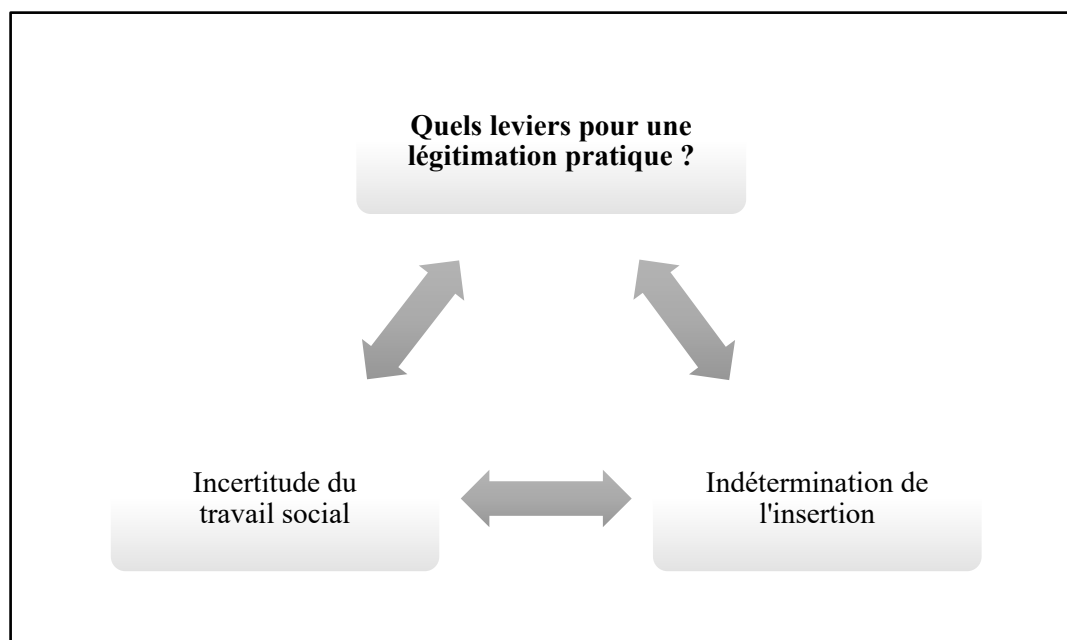 Quels leviers pour une
légitimation pratique ?
Incertitude du
travail social
Indétermination de
l'insertion